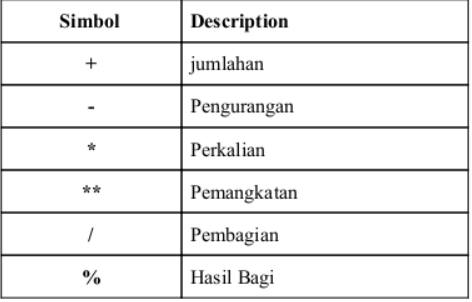 Simbol Description
+ jumlahan
- Pengurangan
* Perkalian
** Pemangkatan
/ Pembagian
% Hasil Bagi